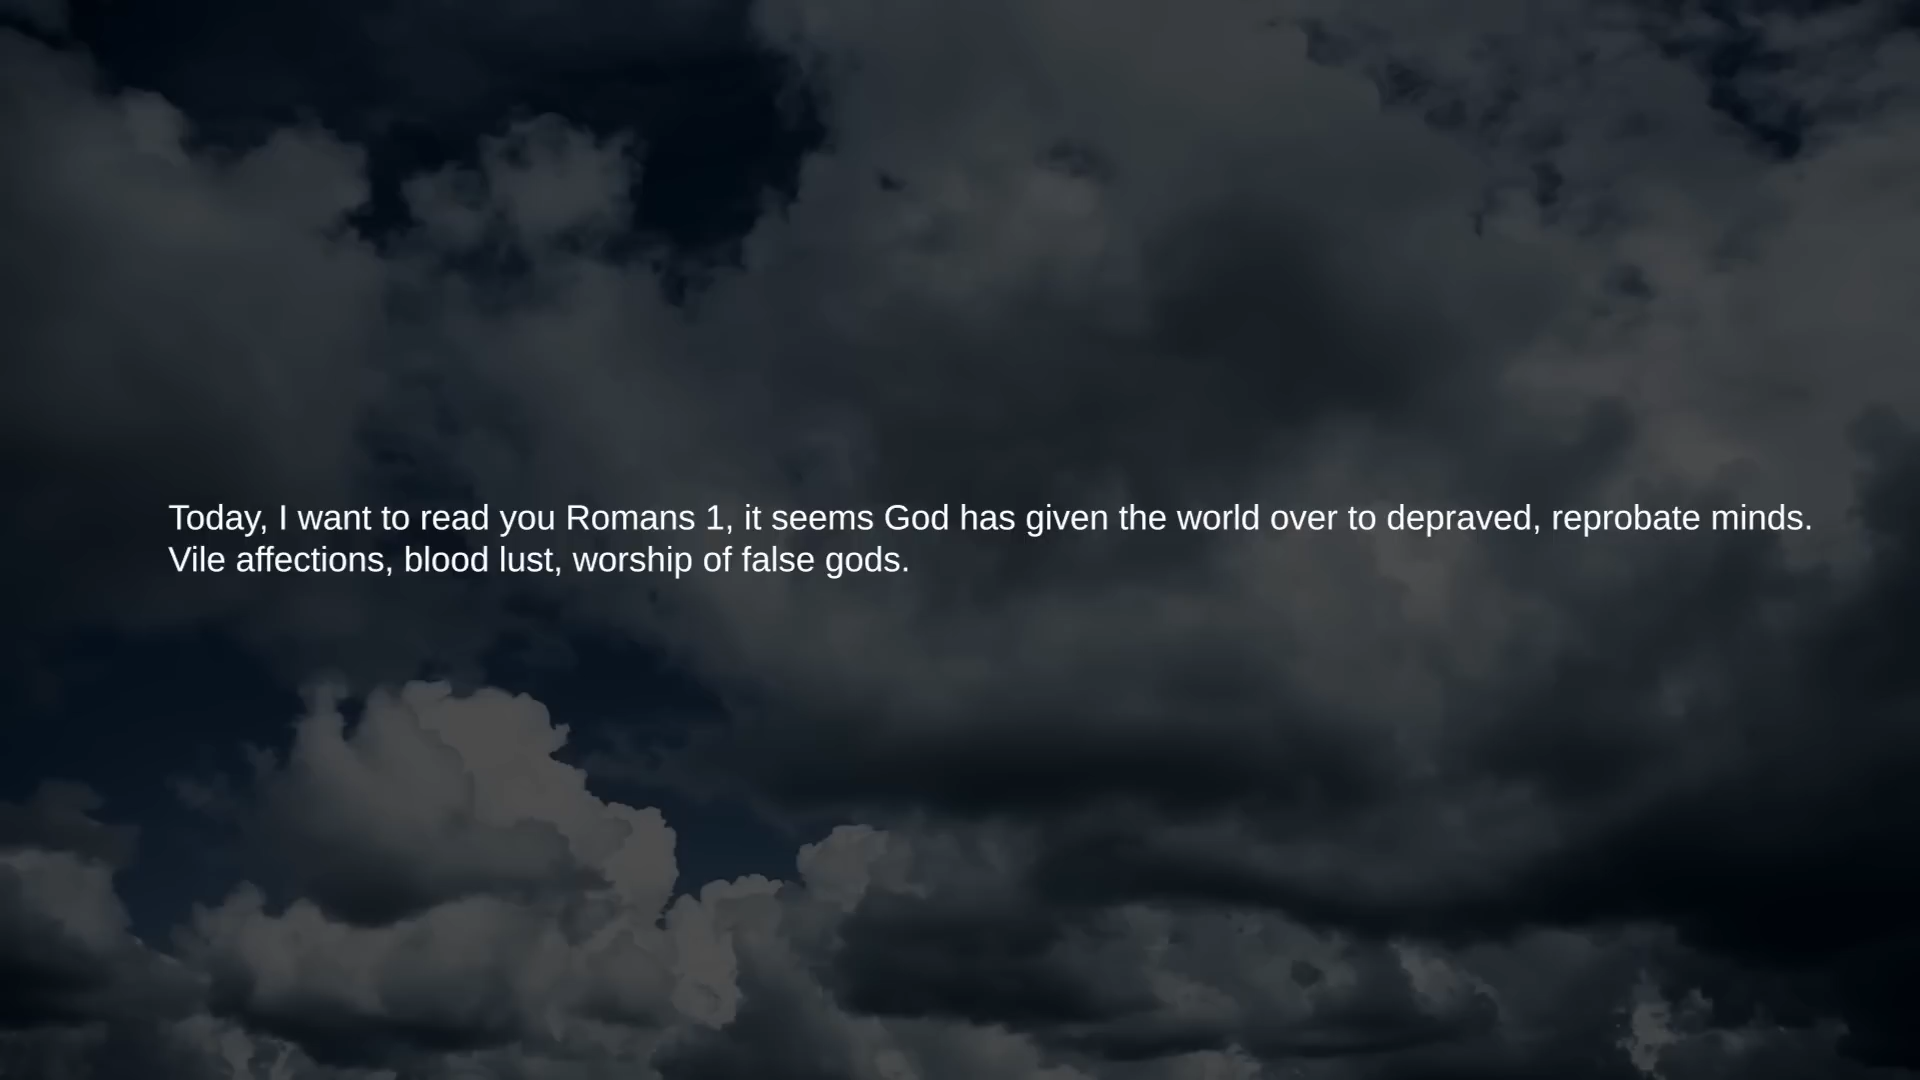 Today, I want to read you Romans 1, it seems God has given the world over to depraved, reprobate minds.
Vile affections, blood lust, worship of false gods.